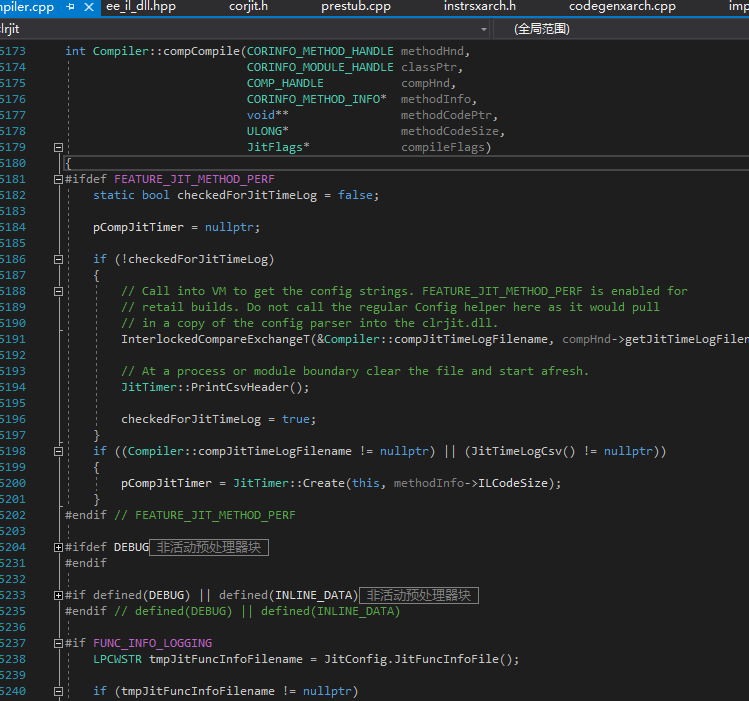 mpiler.cpp ee_il_dll.hpp corjit.h prestub.cpp instrsxarch.h codegenxarch.cpp imp
clrjit (全局范围)
5173 int Compiler::compCompile(CORINFO_METHOD_HANDLE methodHnd,
5174 CORINFO_MODULE_HANDLE classPtr,
5175 COMP_HANDLE compHnd,
5176 CORINFO_METHOD_INFO* methodInfo,
5177 void** methodCodePtr,
5178 ULONG* methodCodeSize,
5179 JitFlags* compileFlags)
5180 {
5181 #ifdef FEATURE_JIT_METHOD_PERF
5182 static bool checkedForJitTimeLog = false;
5183
5184 pCompJitTimer = nullptr;
5185
5186 if (!checkedForJitTimeLog)
5187 {
5188 // Call into VM to get the config strings. FEATURE_JIT_METHOD_PERF is enabled for
5189 // retail builds. Do not call the regular Config helper here as it would pull
5190 // in a copy of the config parser into the clrjit.dll.
5191 InterlockedCompareExchangeT(&Compiler::compJitTimeLogFilename, compHnd->getJitTimeLogFilen
5192
5193 // At a process or module boundary clear the file and start afresh.
5194 JitTimer::PrintCsvHeader();
5195
5196 checkedForJitTimeLog = true;
5197 }
5198 if ((Compiler::compJitTimeLogFilename != nullptr) || (JitTimeLogCsv() != nullptr))
5199 {
5200 pCompJitTimer = JitTimer::Create(this, methodInfo->ILCodeSize);
5201 }
5202 #endif // FEATURE_JIT_METHOD_PERF
5203
5204 #ifdef DEBUG 非活动预处理器块
5231 #endif
5232
5233 #if defined(DEBUG) || defined(INLINE_DATA) 非活动预处理器块
5235 #endif // defined(DEBUG) || defined(INLINE_DATA)
5236
5237 #if FUNC_INFO_LOGGING
5238 LPCWSTR tmpJitFuncInfoFilename = JitConfig.JitFuncInfoFile();
5239
5240 if (tmpJitFuncInfoFilename != nullptr)